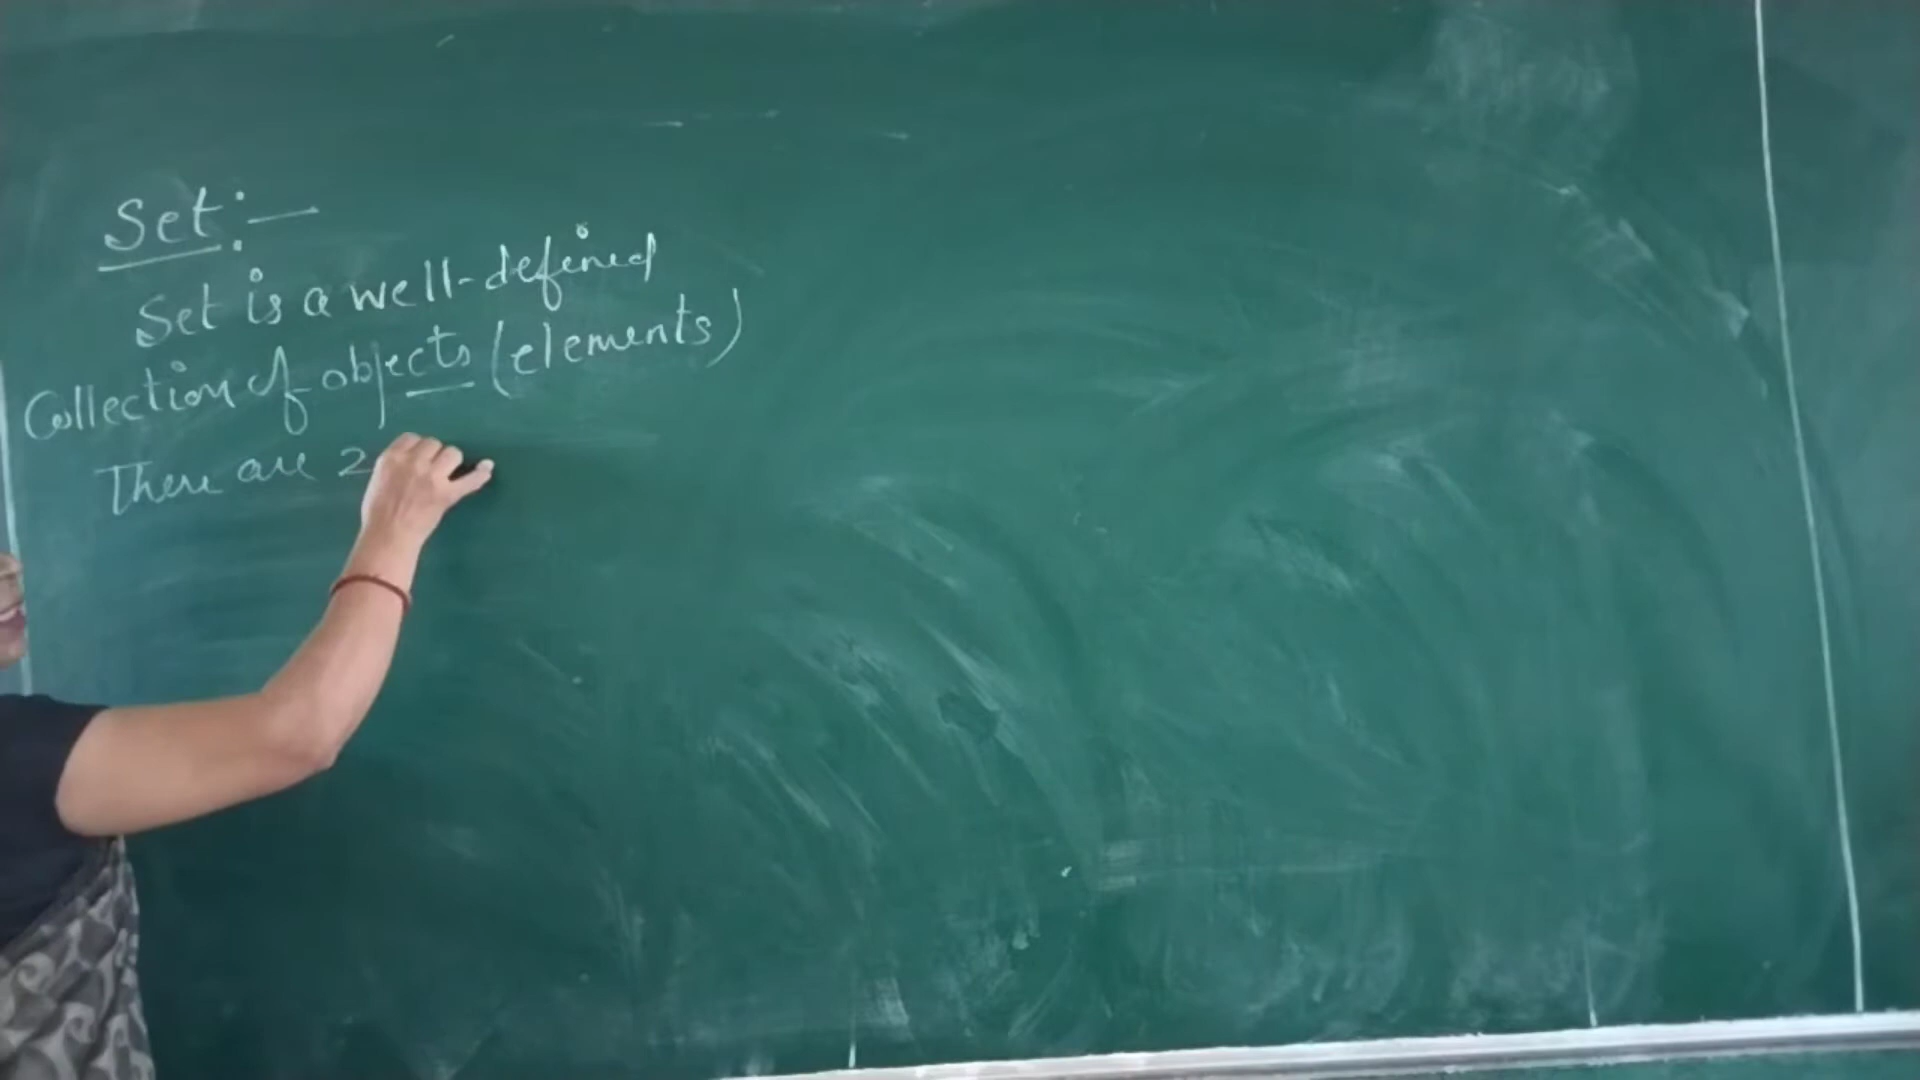 Set:—
Set is a well-defined
Collection of objects (elements)
There are 2